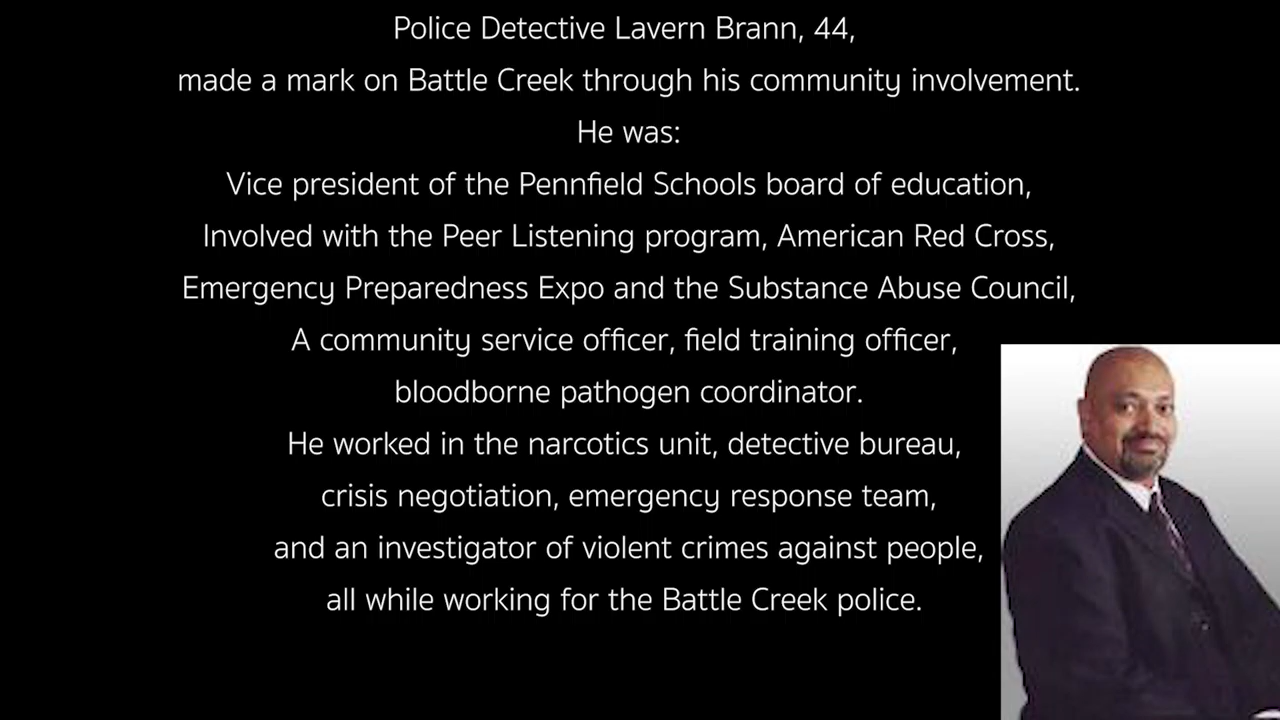 Police Detective Lavern Brann, 44,
made a mark on Battle Creek through his community involvement.
He was:
Vice president of the Pennfield Schools board of education,
Involved with the Peer Listening program, American Red Cross,
Emergency Preparedness Expo and the Substance Abuse Council,
A community service officer, field training officer,
bloodborne pathogen coordinator.
He worked in the narcotics unit, detective bureau,
crisis negotiation, emergency response team,
and an investigator of violent crimes against people,
all while working for the Battle Creek police.